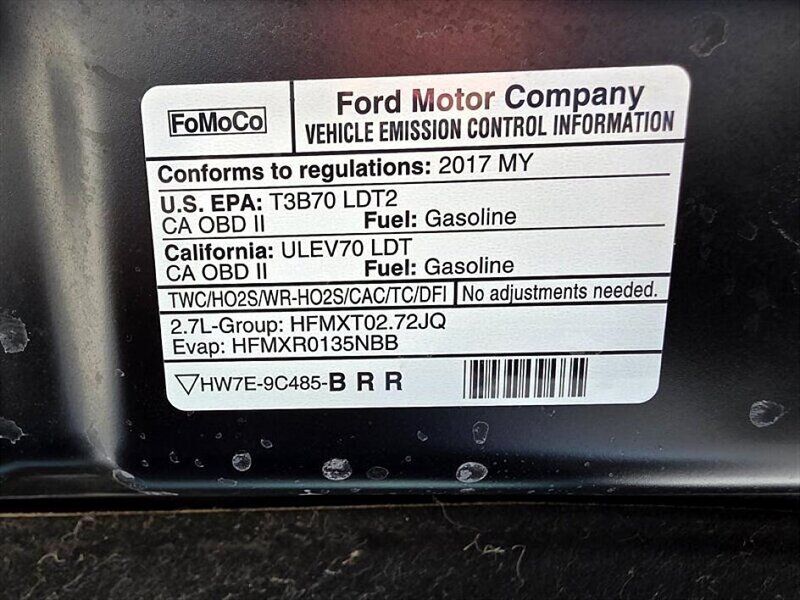 FoMoCo
Ford Motor Company
VEHICLE EMISSION CONTROL INFORMATION
Conforms to regulations: 2017 MY
U.S. EPA: T3B70 LDT2
CA OBD II Fuel: Gasoline
California: ULEV70 LDT
CA OBD II Fuel: Gasoline
TWC/HO2S/WR-HO2S/CAC/TC/DFI No adjustments needed.
2.7L-Group: HFMXT02.72JQ
Evap: HFMXR0135NBB
HW7E-9C485-B R R